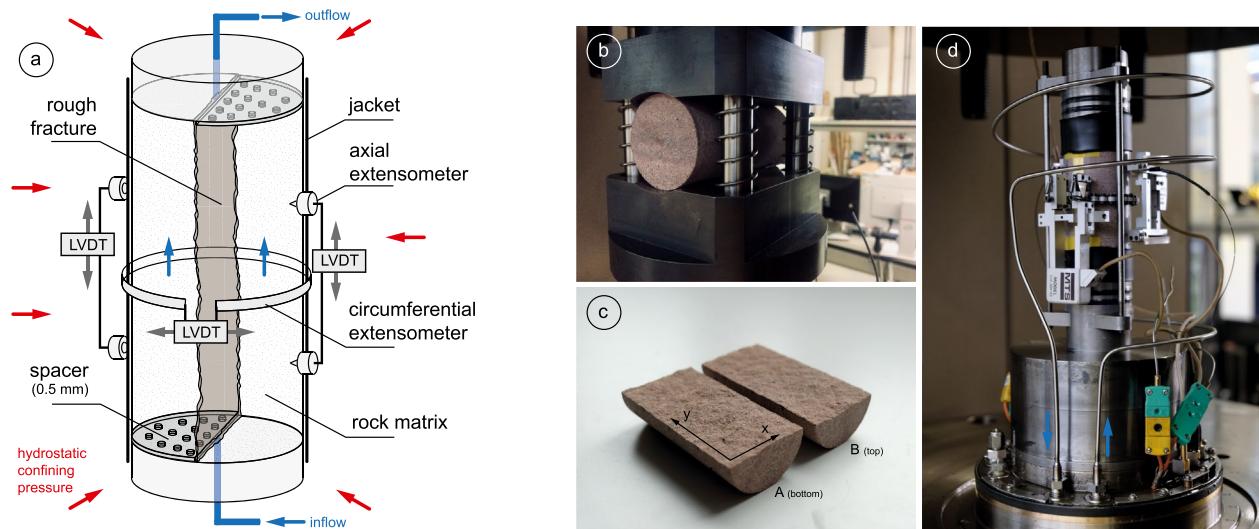 a
outflow
rough
fracture
jacket
axial
extensometer
LVDT
LVDT
circumferential
extensometer
LVDT
spacer
(0.5 mm)
rock matrix
hydrostatic
confining
pressure
inflow
b
c
y
x
B (top)
A (bottom)
d
MTS